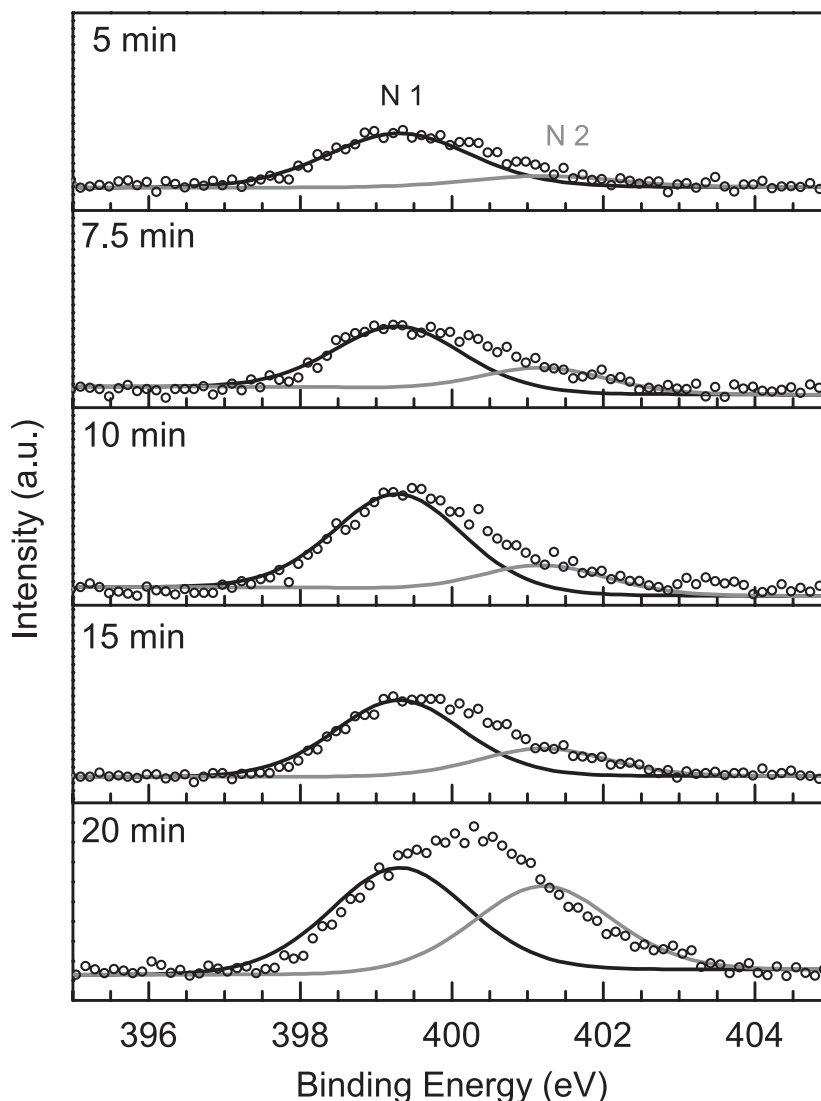 5 min
N 1
N 2
7.5 min
10 min
15 min
20 min
Intensity (a.u.)
396 398 400 402 404
Binding Energy (eV)